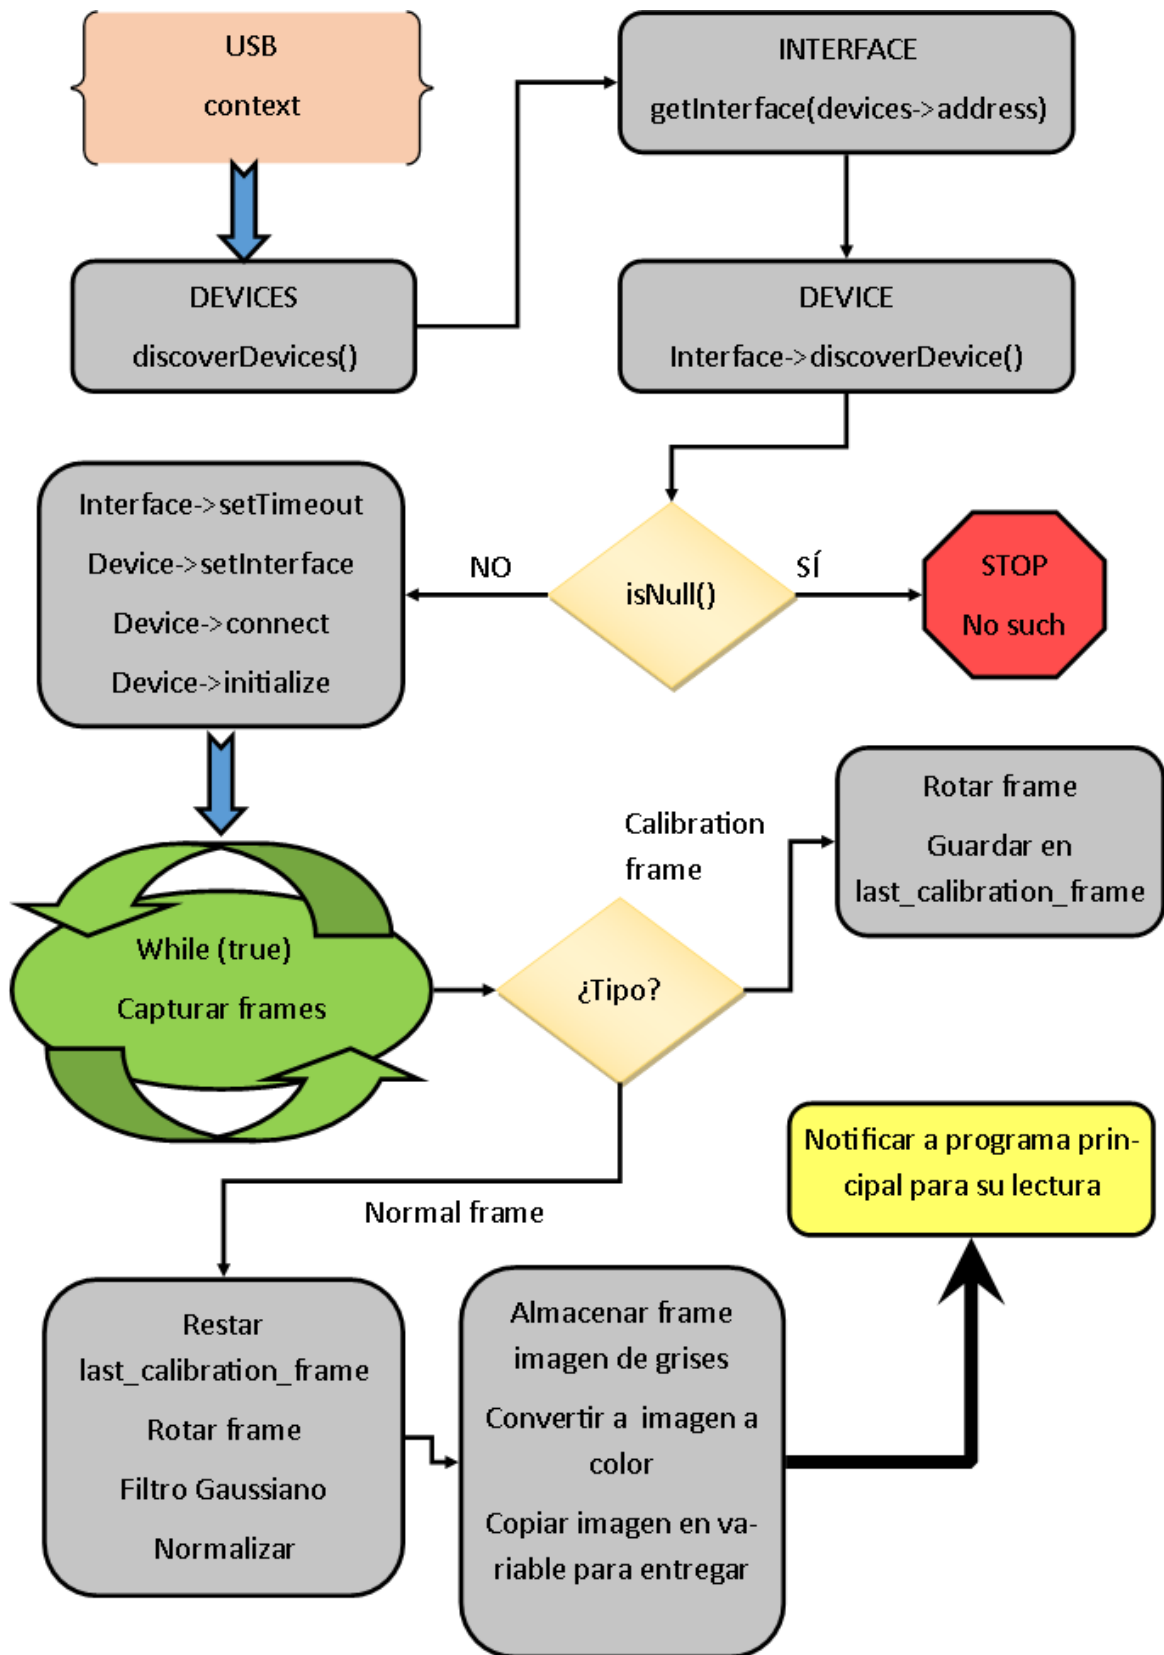 USB
context
INTERFACE
getInterface(devices->address)
DEVICES
discoverDevices()
DEVICE
Interface->discoverDevice()
Interface->setTimeout
Device->setInterface
Device->connect
Device->initialize
NO
isNull()
SÍ
STOP
No such
Rotar frame
Guardar en
last_calibration_frame
Calibration
frame
While (true)
Capturar frames
¿Tipo?
Notificar a programa prin-
cipal para su lectura
Normal frame
Restar
last_calibration_frame
Rotar frame
Filtro Gaussiano
Normalizar
Almacenar frame
imagen de grises
Convertir a  imagen a
color
Copiar imagen en va-
riable para entregar